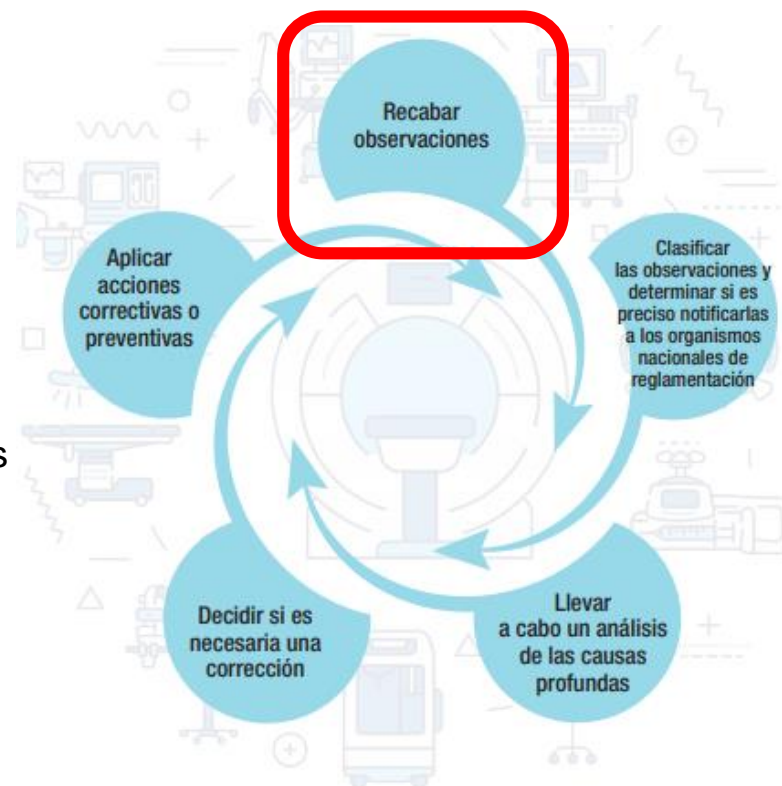 Recabar
observaciones
Clasificar
las observaciones y
determinar si es
preciso notificarlas
a los organismos
nacionales de
reglamentación
Llevar
a cabo un análisis
de las causas
profundas
Decidir si es
necesaria una
corrección
Aplicar
acciones
correctivas o
preventivas
s